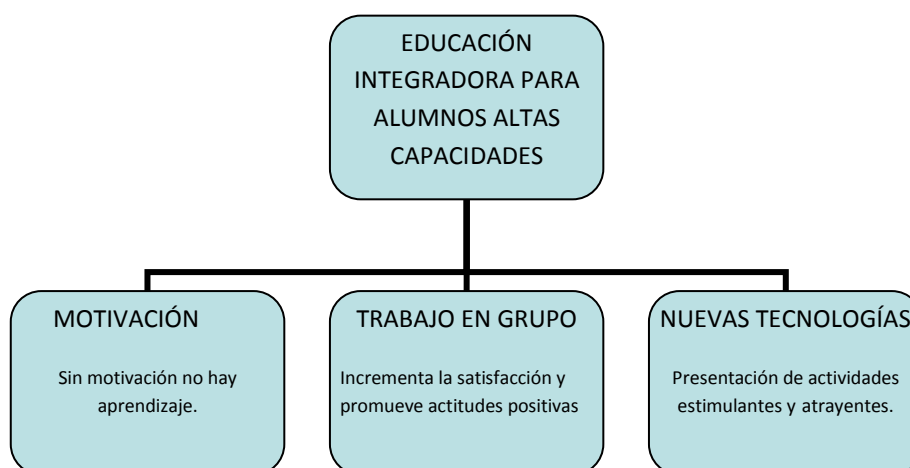 EDUCACIÓN
INTEGRADORA PARA
ALUMNOS ALTAS
CAPACIDADES
MOTIVACIÓN
Sin motivación no hay
aprendizaje.
TRABAJO EN GRUPO
Incrementa la satisfacción y
promueve actitudes positivas
NUEVAS TECNOLOGÍAS
Presentación de actividades
estimulantes y atrayentes.